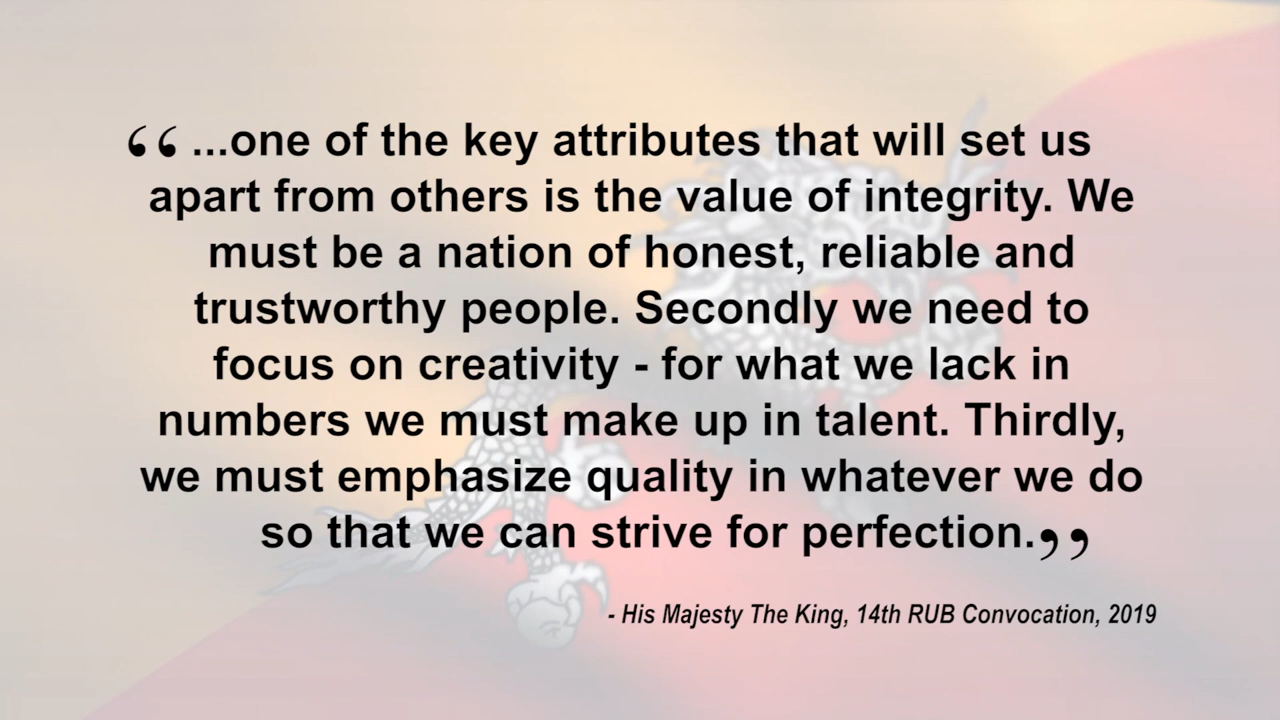 “ ...one of the key attributes that will set us
apart from others is the value of integrity. We
must be a nation of honest, reliable and
trustworthy people. Secondly we need to
focus on creativity - for what we lack in
numbers we must make up in talent. Thirdly,
we must emphasize quality in whatever we do
so that we can strive for perfection.”
- His Majesty The King, 14th RUB Convocation, 2019